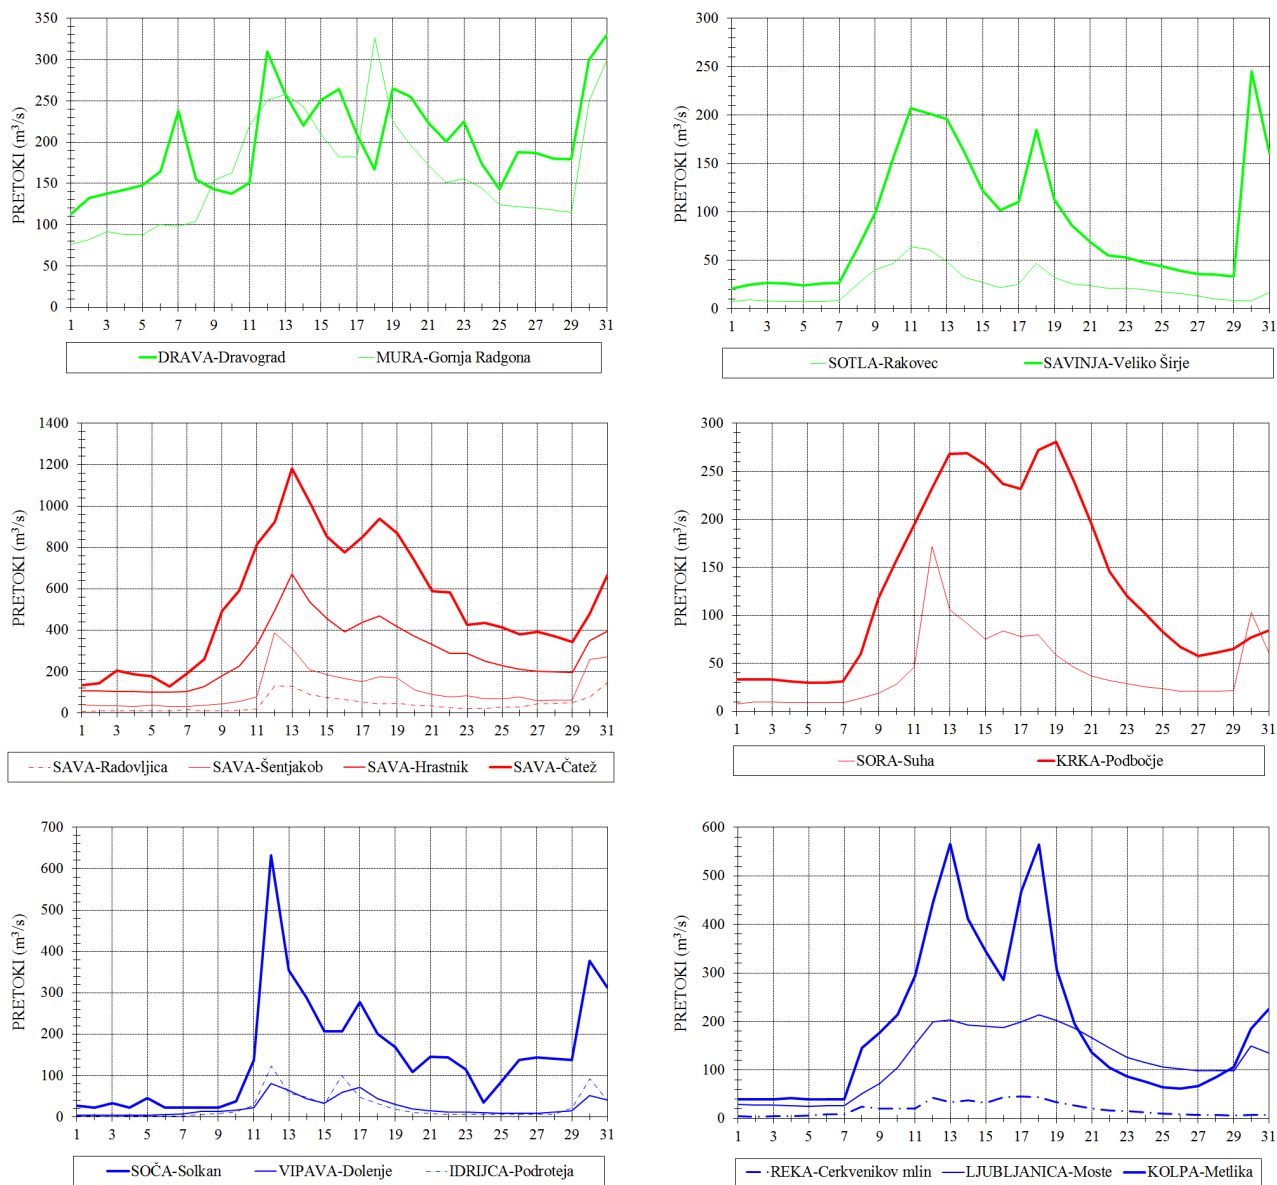 PRETOKI (m³/s)
350
300
250
200
150
100
50
0
1 3 5 7 9 11 13 15 17 19 21 23 25 27 29 31
DRAVA-Dravograd MURA-Gornja Radgona
PRETOKI (m³/s)
300
250
200
150
100
50
0
1 3 5 7 9 11 13 15 17 19 21 23 25 27 29 31
SOTLA-Rakovec SAVINJA-Veliko Širje
PRETOKI (m³/s)
1400
1200
1000
800
600
400
200
0
1 3 5 7 9 11 13 15 17 19 21 23 25 27 29 31
SAVA-Radovljica SAVA-Šentjakob SAVA-Hrastnik SAVA-Čatež
PRETOKI (m³/s)
300
250
200
150
100
50
0
1 3 5 7 9 11 13 15 17 19 21 23 25 27 29 31
SORA-Suha KRKA-Podbočje
PRETOKI (m³/s)
700
600
500
400
300
200
100
0
1 3 5 7 9 11 13 15 17 19 21 23 25 27 29 31
SOČA-Solkan VIPAVA-Dolenje IDRIJCA-Podroteja
PRETOKI (m³/s)
600
500
400
300
200
100
0
1 3 5 7 9 11 13 15 17 19 21 23 25 27 29 31
REKA-Cerkvenikov mlin LJUBLJANICA-Moste KOLPA-Metlika